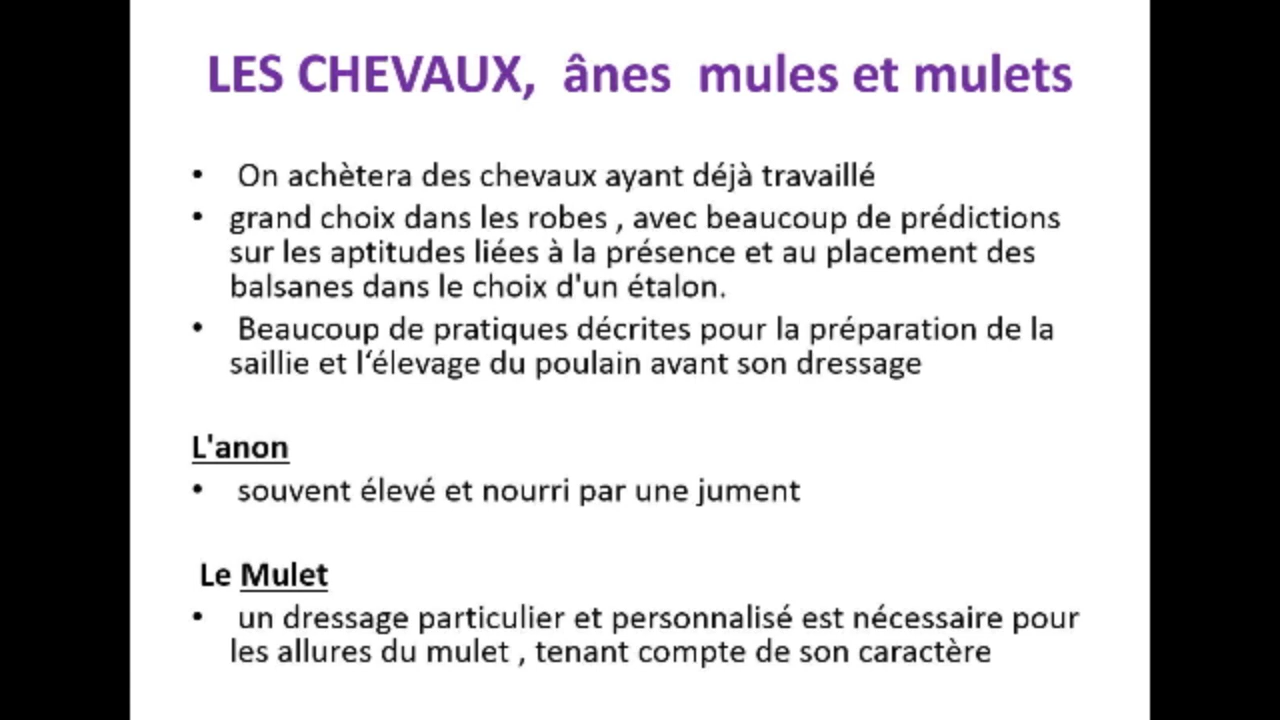 LES CHEVAUX, ânes mules et mulets
• On achètera des chevaux ayant déjà travaillé
• grand choix dans les robes , avec beaucoup de prédictions
sur les aptitudes liées à la présence et au placement des
balsanes dans le choix d'un étalon.
• Beaucoup de pratiques décrites pour la préparation de la
saillie et l‘élevage du poulain avant son dressage
L'anon
• souvent élevé et nourri par une jument
Le Mulet
• un dressage particulier et personnalisé est nécessaire pour
les allures du mulet , tenant compte de son caractère